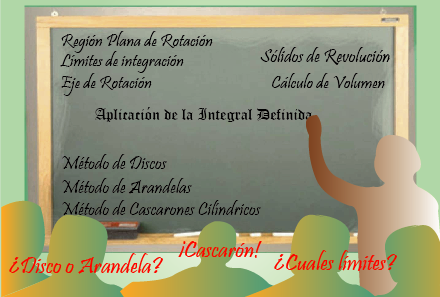 Región Plana de Rotación
Límites de integración
Eje de Rotación
Sólidos de Revolución
Cálculo de Volumen
Aplicación de la Integral Definida
Método de Discos
Método de Arandelas
Método de Cascarones Cilíndricos
¿Disco o Arandela?
¡Cascarón!
¿Cuales límites?